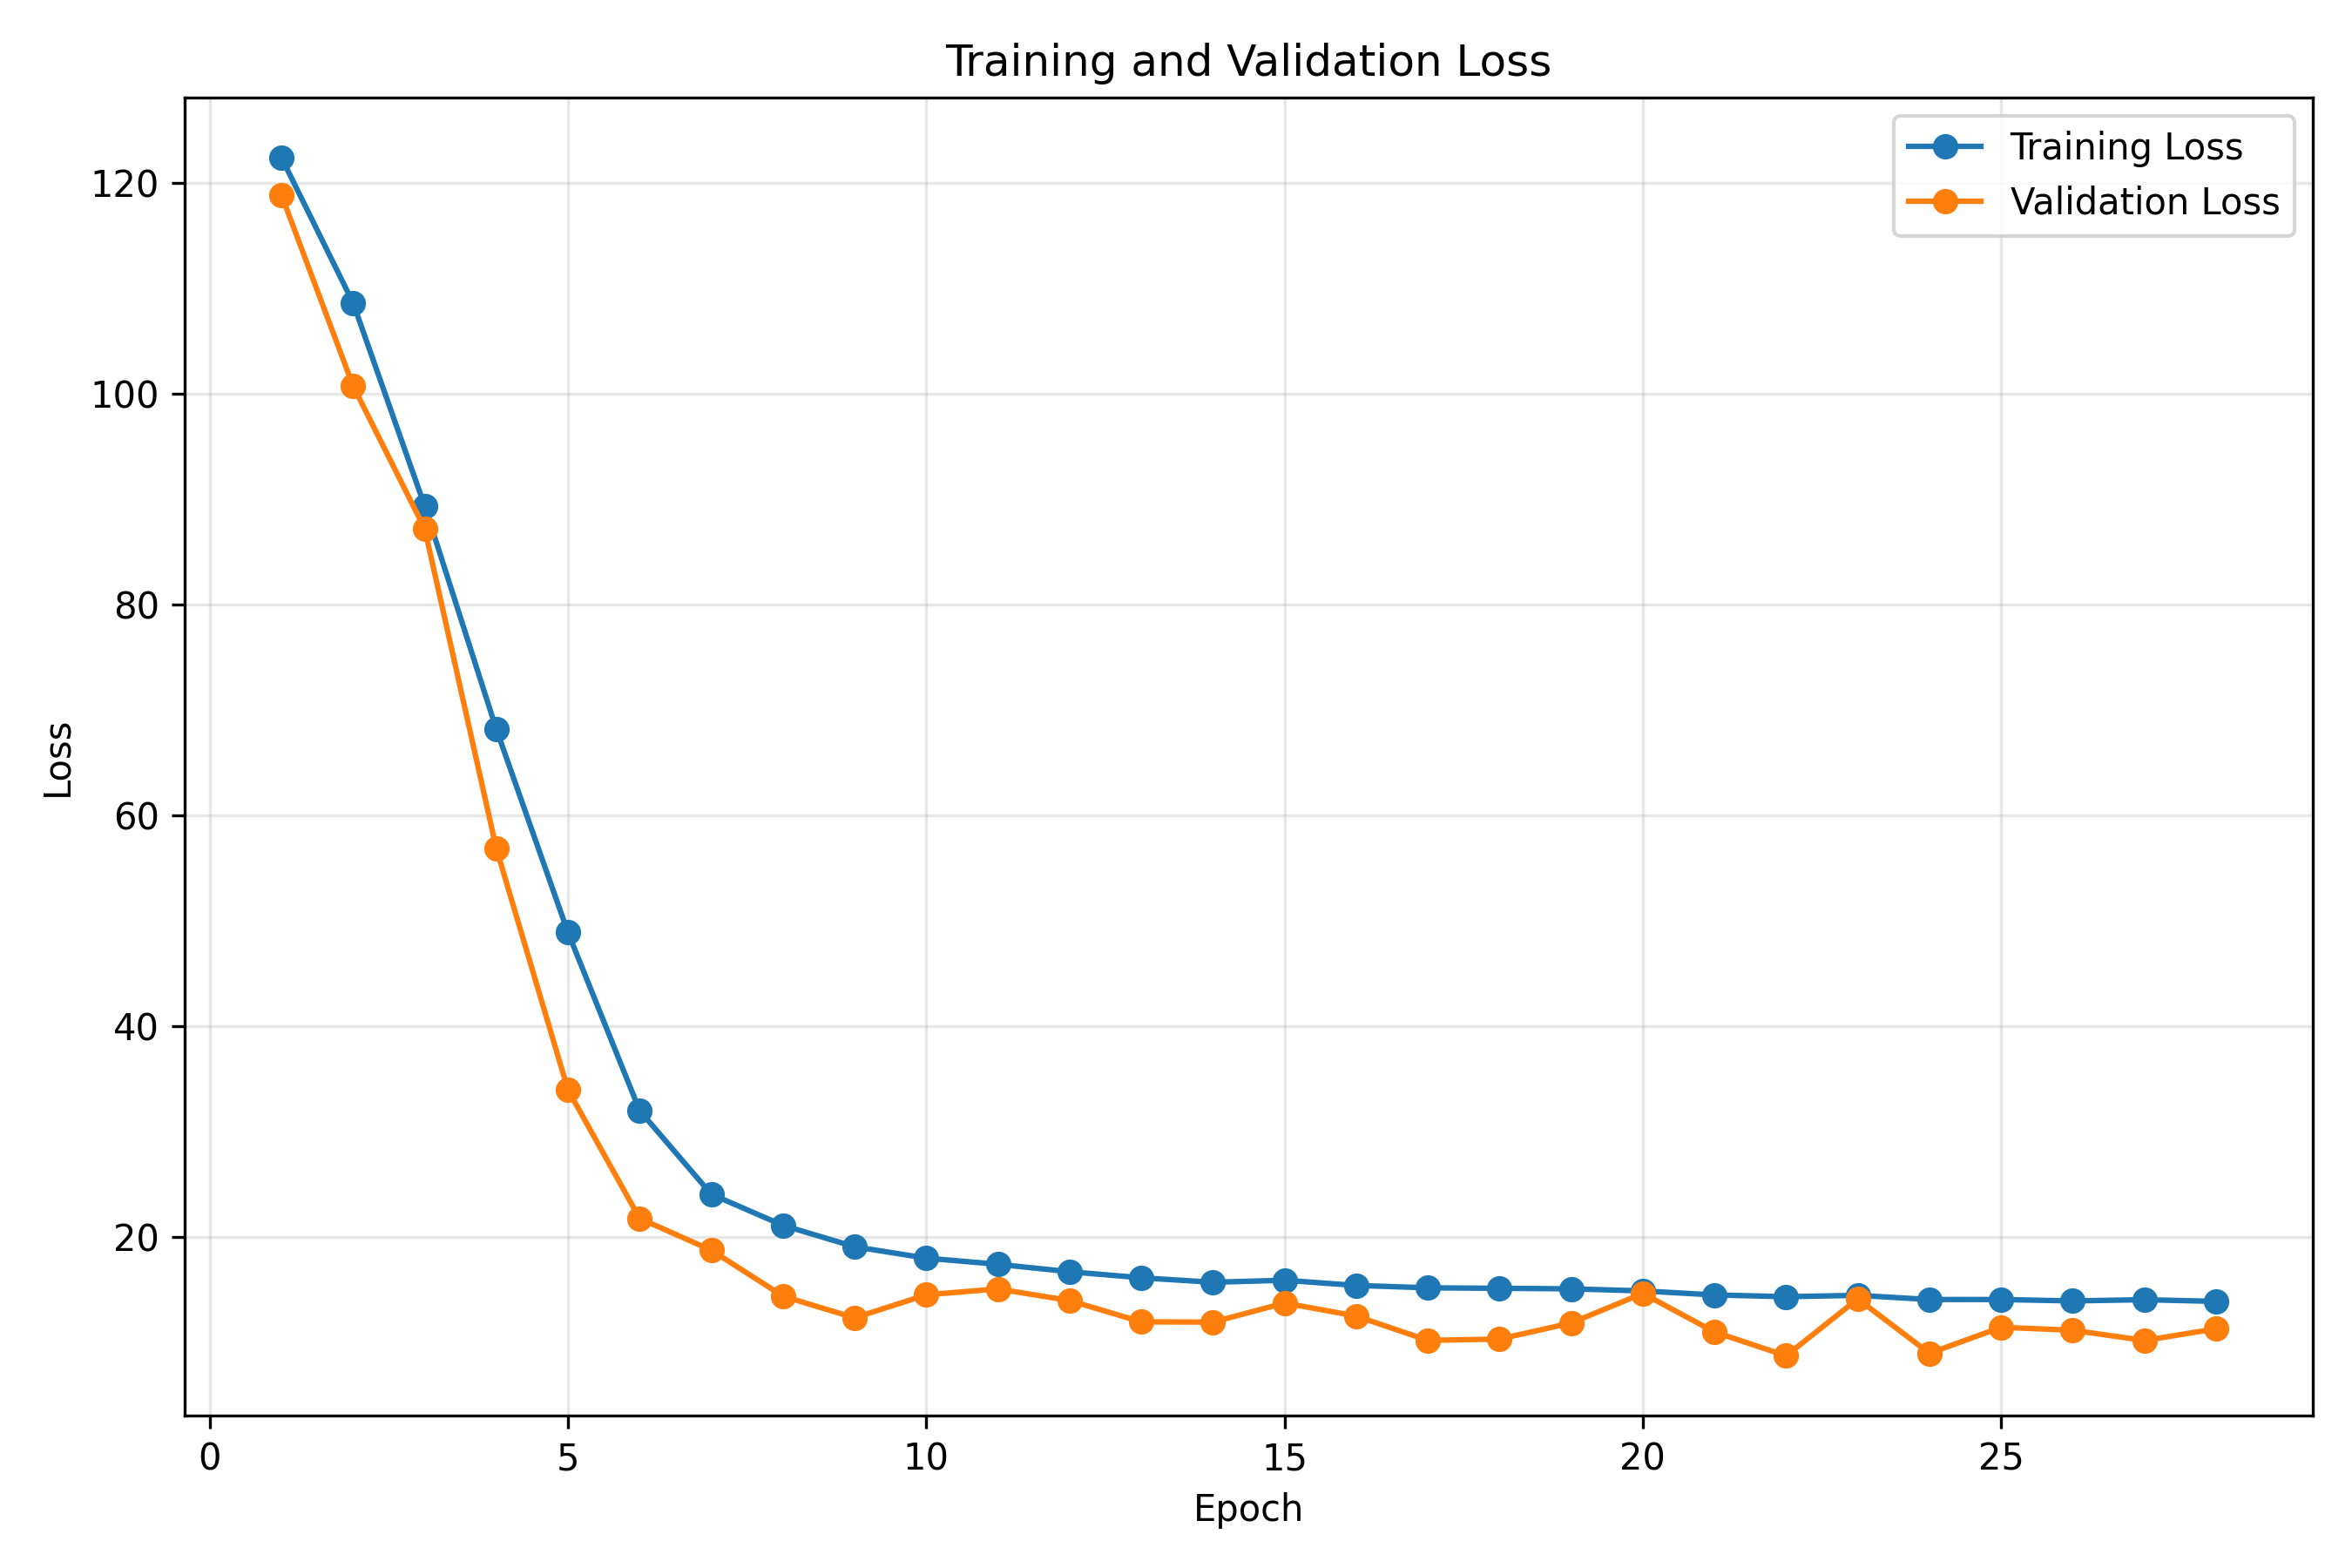 Training and Validation Loss
Training Loss
Validation Loss
120
100
80
60
40
20
Loss
0 5 10 15 20 25
Epoch